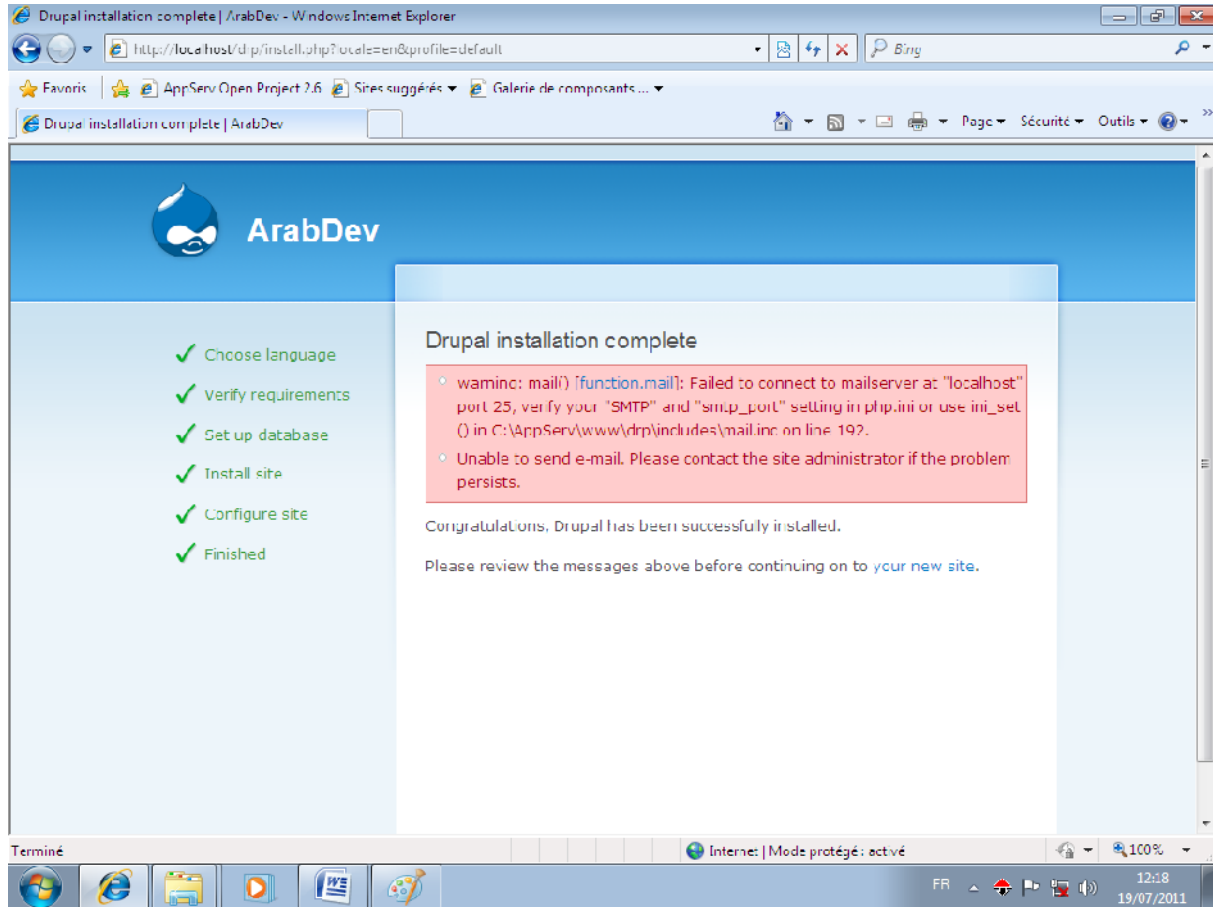 Drupal installation complete | ArabDev - Windows Internet Explorer
http://localhost/drp/install.php?locale=en&profile=default
Bing
Favoris AppServ Open Project 2.6 Sites suggérés Galerie de composants ...
Drupal installation complete | ArabDev
Page Sécurité Outils
ArabDev
Choose language
Verify requirements
Set up database
Install site
Configure site
Finished
Drupal installation complete
warning: mail() [function.mail]: Failed to connect to mailserver at "localhost"
port 25, verify your "SMTP" and "smtp_port" setting in php.ini or use ini_set
() in C:\AppServ\www\drp\includes\mail.inc on line 192.
Unable to send e-mail. Please contact the site administrator if the problem
persists.
Congratulations, Drupal has been successfully installed.
Please review the messages above before continuing on to your new site.
Terminé
Internet | Mode protégé : activé
100%
FR
12:18
19/07/2011